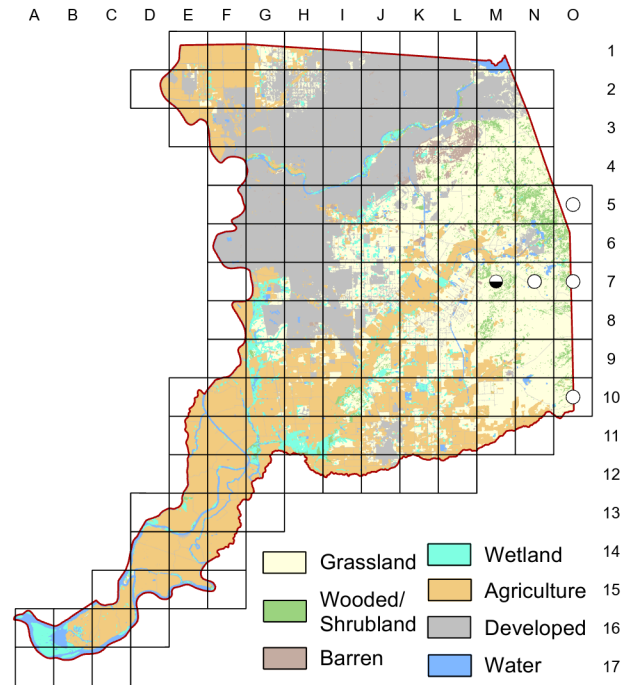 A B C D E F G H I J K L M N O
1
2
3
4
5
6
7
8
9
10
11
12
13
14
15
16
17
Grassland
Wooded/
Shrubland
Barren
Wetland
Agriculture
Developed
Water